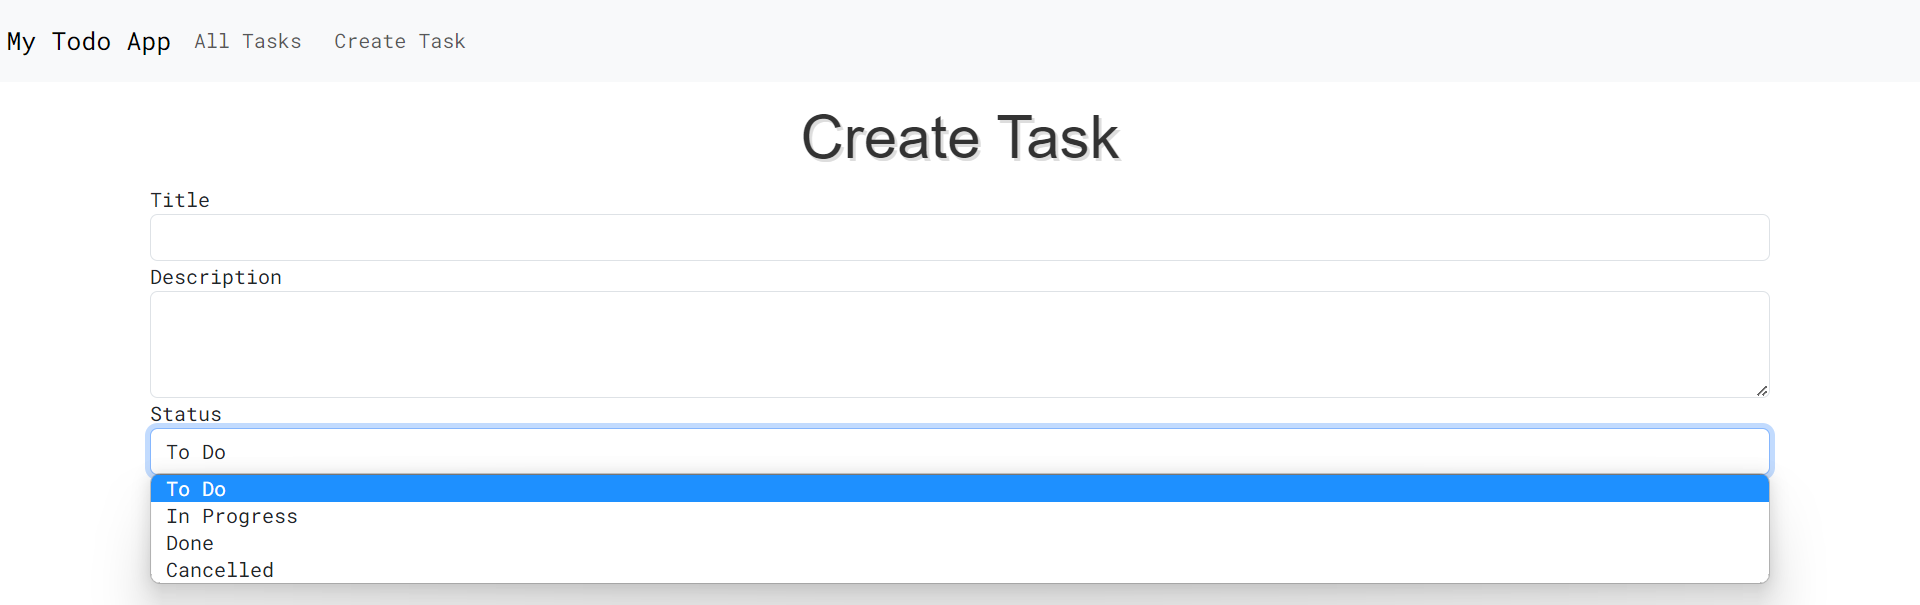 My Todo App All Tasks Create Task
Create Task
Title
Description
Status
To Do
To Do
In Progress
Done
Cancelled